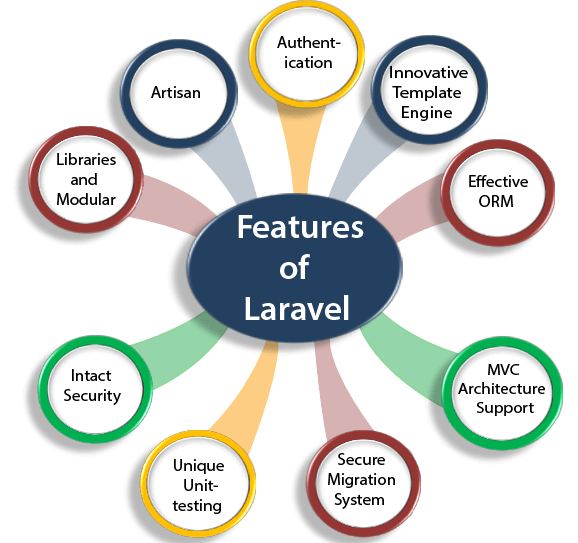 Features
of
Laravel
Authent-
ication
Innovative
Template
Engine
Effective
ORM
MVC
Architecture
Support
Secure
Migration
System
Unique
Unit-
testing
Intact
Security
Libraries
and
Modular
Artisan